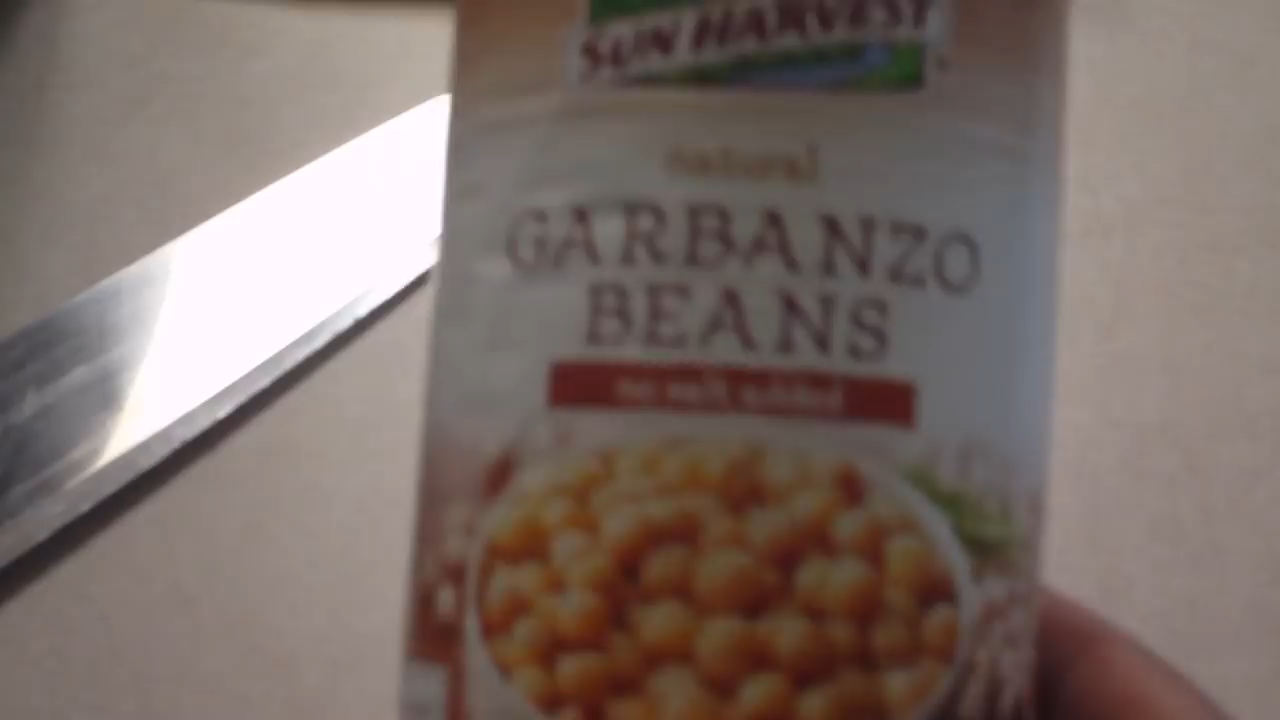 SUN HARVEST
natural
GARBANZO
BEANS
no salt added